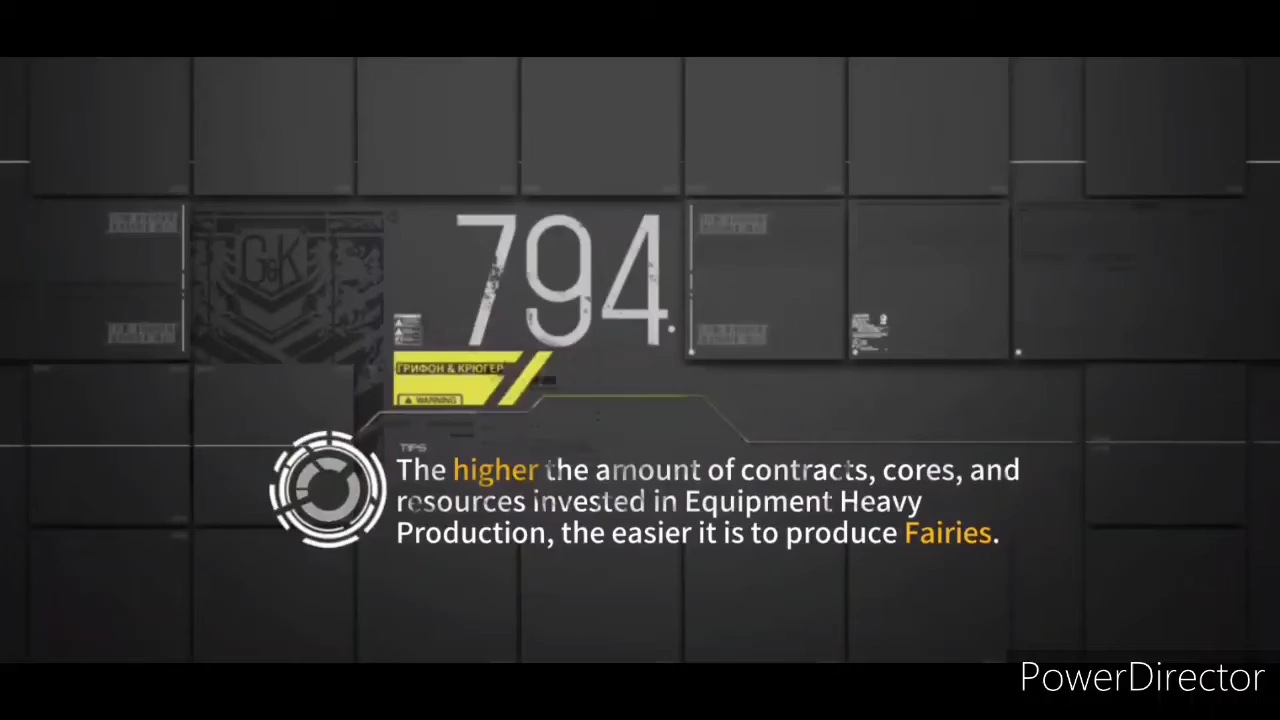 G&K
794.
ГРИФОН & КРЮГЕР
WARNING
TIPS
The higher the amount of contracts, cores, and
resources invested in Equipment Heavy
Production, the easier it is to produce Fairies.
PowerDirector